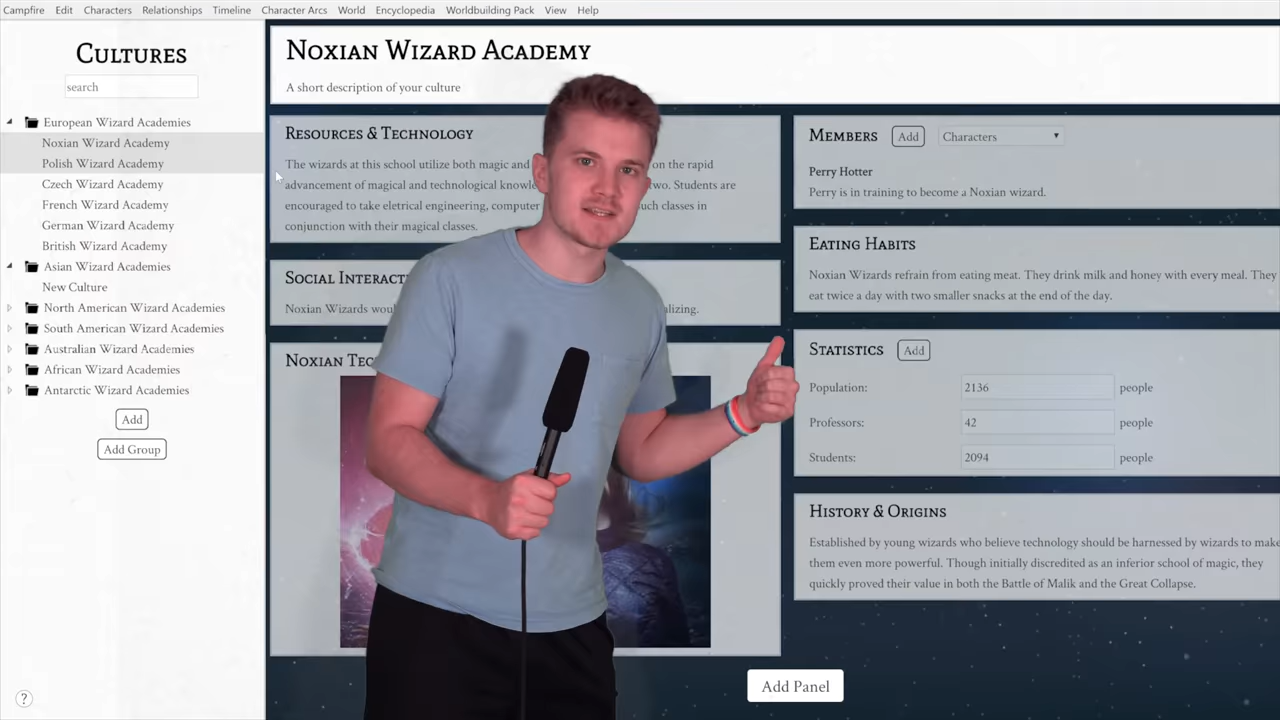 Campfire Edit Characters Relationships Timeline Character Arcs World Encyclopedia Worldbuilding Pack View Help
Cultures
search
European Wizard Academies
Noxian Wizard Academy
Polish Wizard Academy
Czech Wizard Academy
French Wizard Academy
German Wizard Academy
British Wizard Academy
Asian Wizard Academies
New Culture
North American Wizard Academies
South American Wizard Academies
Australian Wizard Academies
African Wizard Academies
Antarctic Wizard Academies
Add
Add Group
?
Noxian Wizard Academy
A short description of your culture
Resources & Technology
The wizards at this school utilize both magic and on the rapid
advancement of magical and technological two. Students are
encouraged to take eletrical engineering, computer such classes in
conjunction with their magical classes.
Social
Noxian Wizards
Noxian
Members Add Characters
Perry Hotter
Perry is in training to become a Noxian wizard.
Eating Habits
Noxian Wizards refrain from eating meat. They drink milk and honey with every meal. They
eat twice a day with two smaller snacks at the end of the day.
Statistics Add
Population: 2136 people
Professors: 42 people
Students: 2094 people
History & Origins
Established by young wizards who believe technology should be harnessed by wizards to make
them even more powerful. Though initially discredited as an inferior school of magic, they
quickly proved their value in both the Battle of Malik and the Great Collapse.
Add Panel